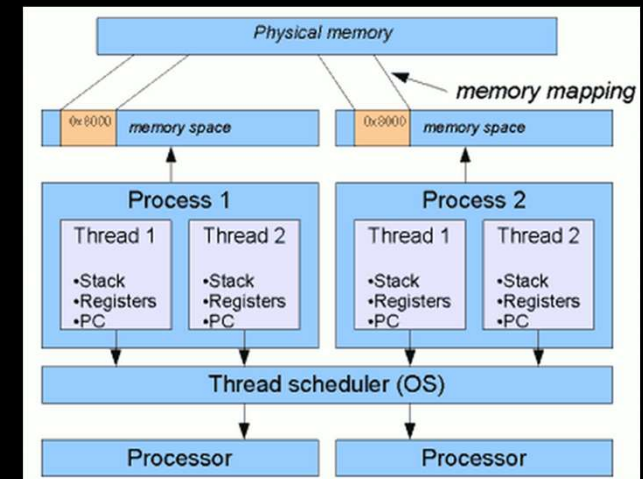 Physical memory
memory mapping
0x8000 memory space
0x8000 memory space
Process 1
Process 2
Thread 1
Thread 2
Thread 1
Thread 2
•Stack
•Registers
•PC
•Stack
•Registers
•PC
•Stack
•Registers
•PC
•Stack
•Registers
•PC
Thread scheduler (OS)
Processor
Processor